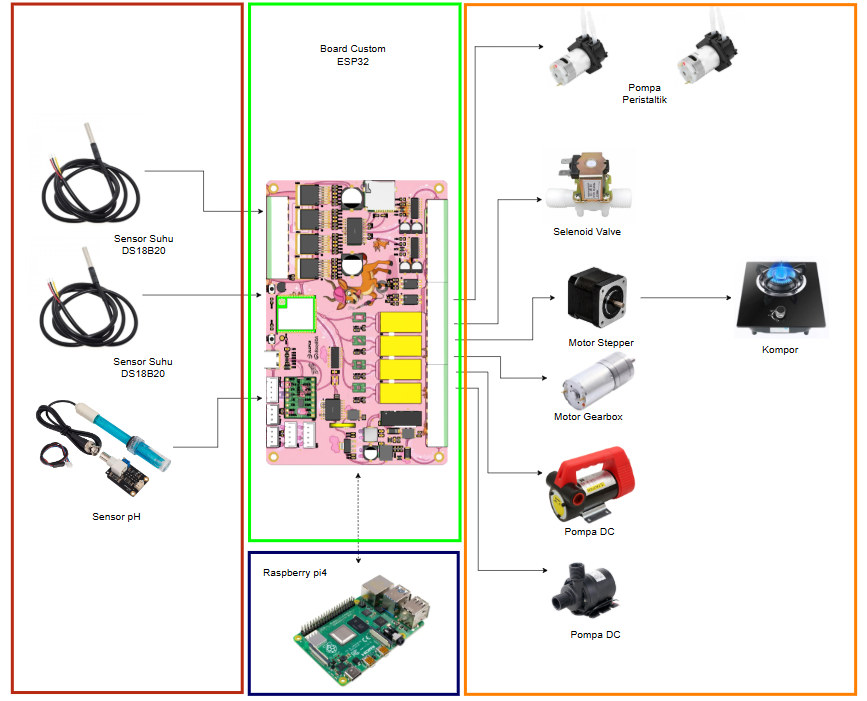 Board Custom
ESP32
Pompa
Peristaltik
Sensor Suhu
DS18B20
Selenoid Valve
Sensor Suhu
DS18B20
Motor Stepper
Kompor
Motor Gearbox
Sensor pH
Pompa DC
Raspberry pi4
Pompa DC